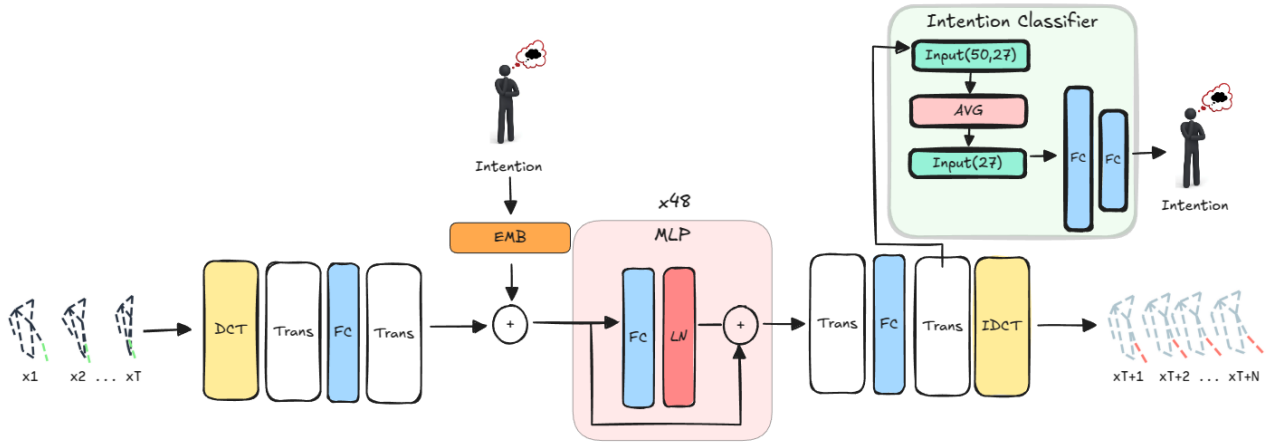 Intention Classifier
Input(50,27)
AVG
Input(27)
FC
FC
Intention
Intention
EMB
x48
MLP
DCT
Trans
FC
Trans
+
FC
LN
+
Trans
FC
Trans
IDCT
x1
x2 ... xT
xT+1
xT+2 ... xT+N